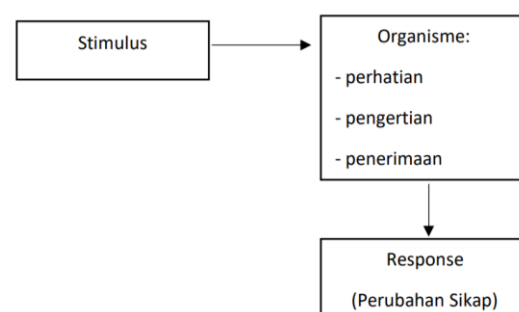 Stimulus
Organisme:
- perhatian
- pengertian
- penerimaan
Response
(Perubahan Sikap)